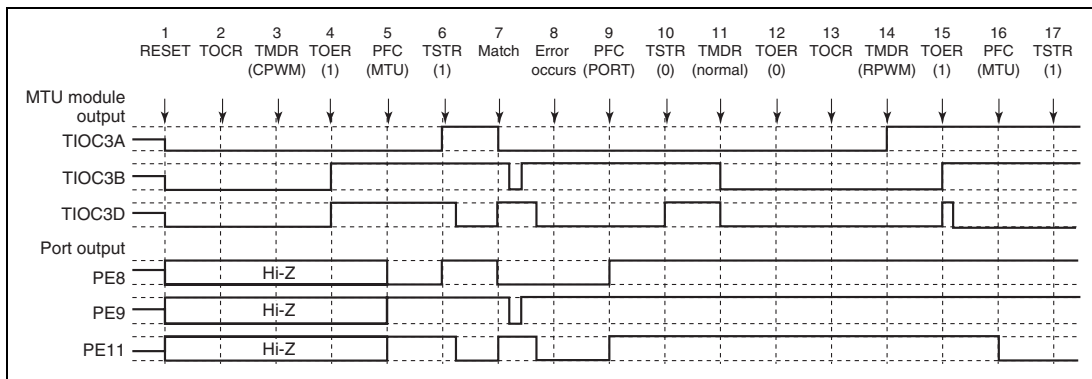 1 2 3 4 5 6 7 8 9 10 11 12 13 14 15 16 17
RESET TOCR TMDR TOER PFC TSTR Match Error PFC TSTR TMDR TOER TOCR TMDR TOER PFC TSTR
(CPWM) (1) (MTU) (1) occurs (PORT) (0) (normal) (0) (RPWM) (1) (MTU) (1)
MTU module
output
TIOC3A
TIOC3B
TIOC3D
Port output
PE8 Hi-Z
PE9 Hi-Z
PE11 Hi-Z